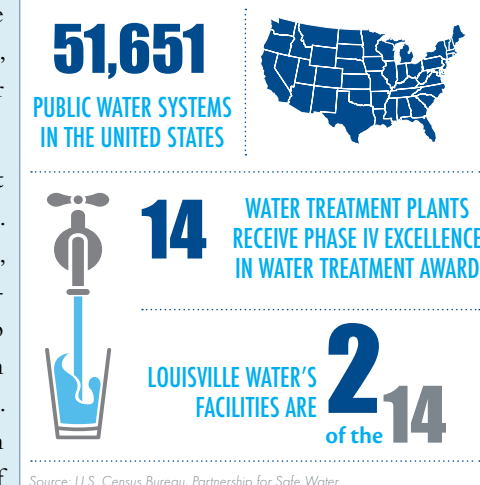 51,651
PUBLIC WATER SYSTEMS
IN THE UNITED STATES
14
WATER TREATMENT PLANTS
RECEIVE PHASE IV EXCELLENCE
IN WATER TREATMENT AWARD
LOUISVILLE WATER'S
FACILITIES ARE
2
of the 14
Source: U.S. Census Bureau, Partnership for Safe Water